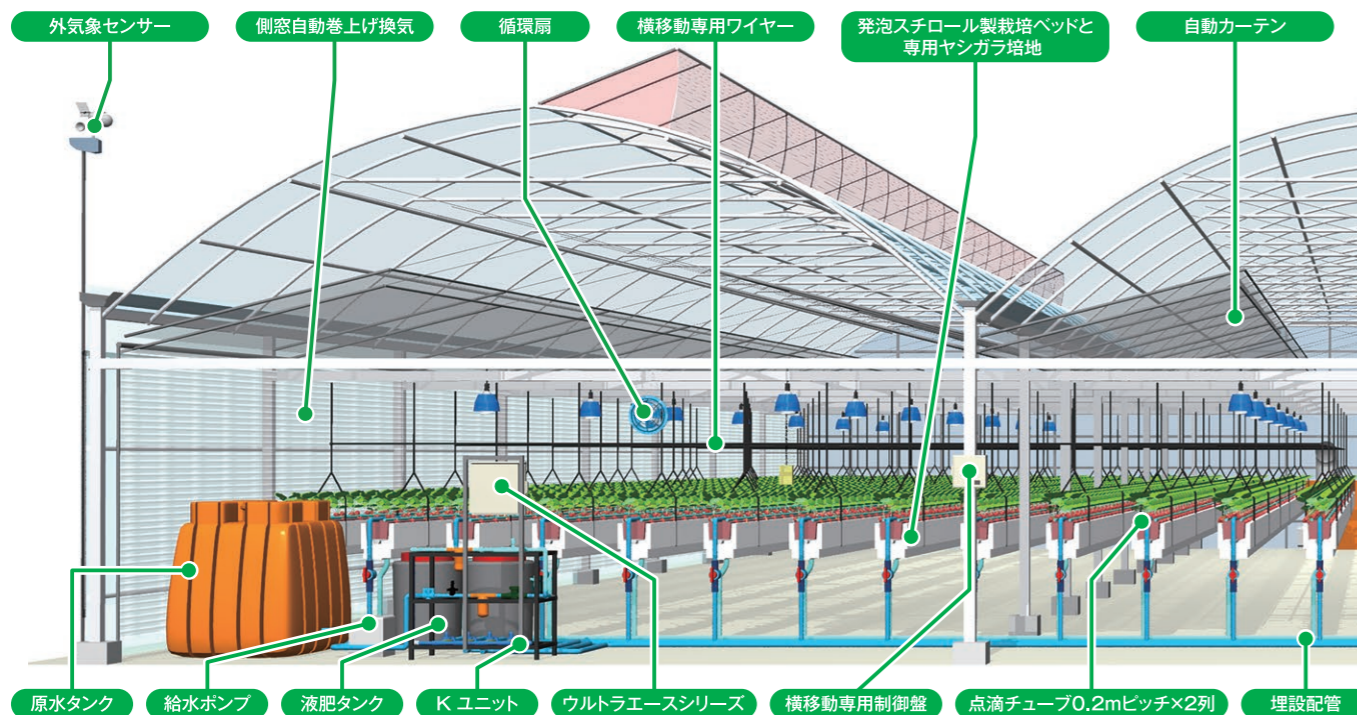 外気象センサー
側窓自動巻上げ換気
循環扇
横移動専用ワイヤー
発泡スチロール製栽培ベッドと
専用ヤシガラ培地
自動カーテン
原水タンク
給水ポンプ
液肥タンク
K ユニット
ウルトラエースシリーズ
横移動専用制御盤
点滴チューブ0.2mピッチ×2列
埋設配管